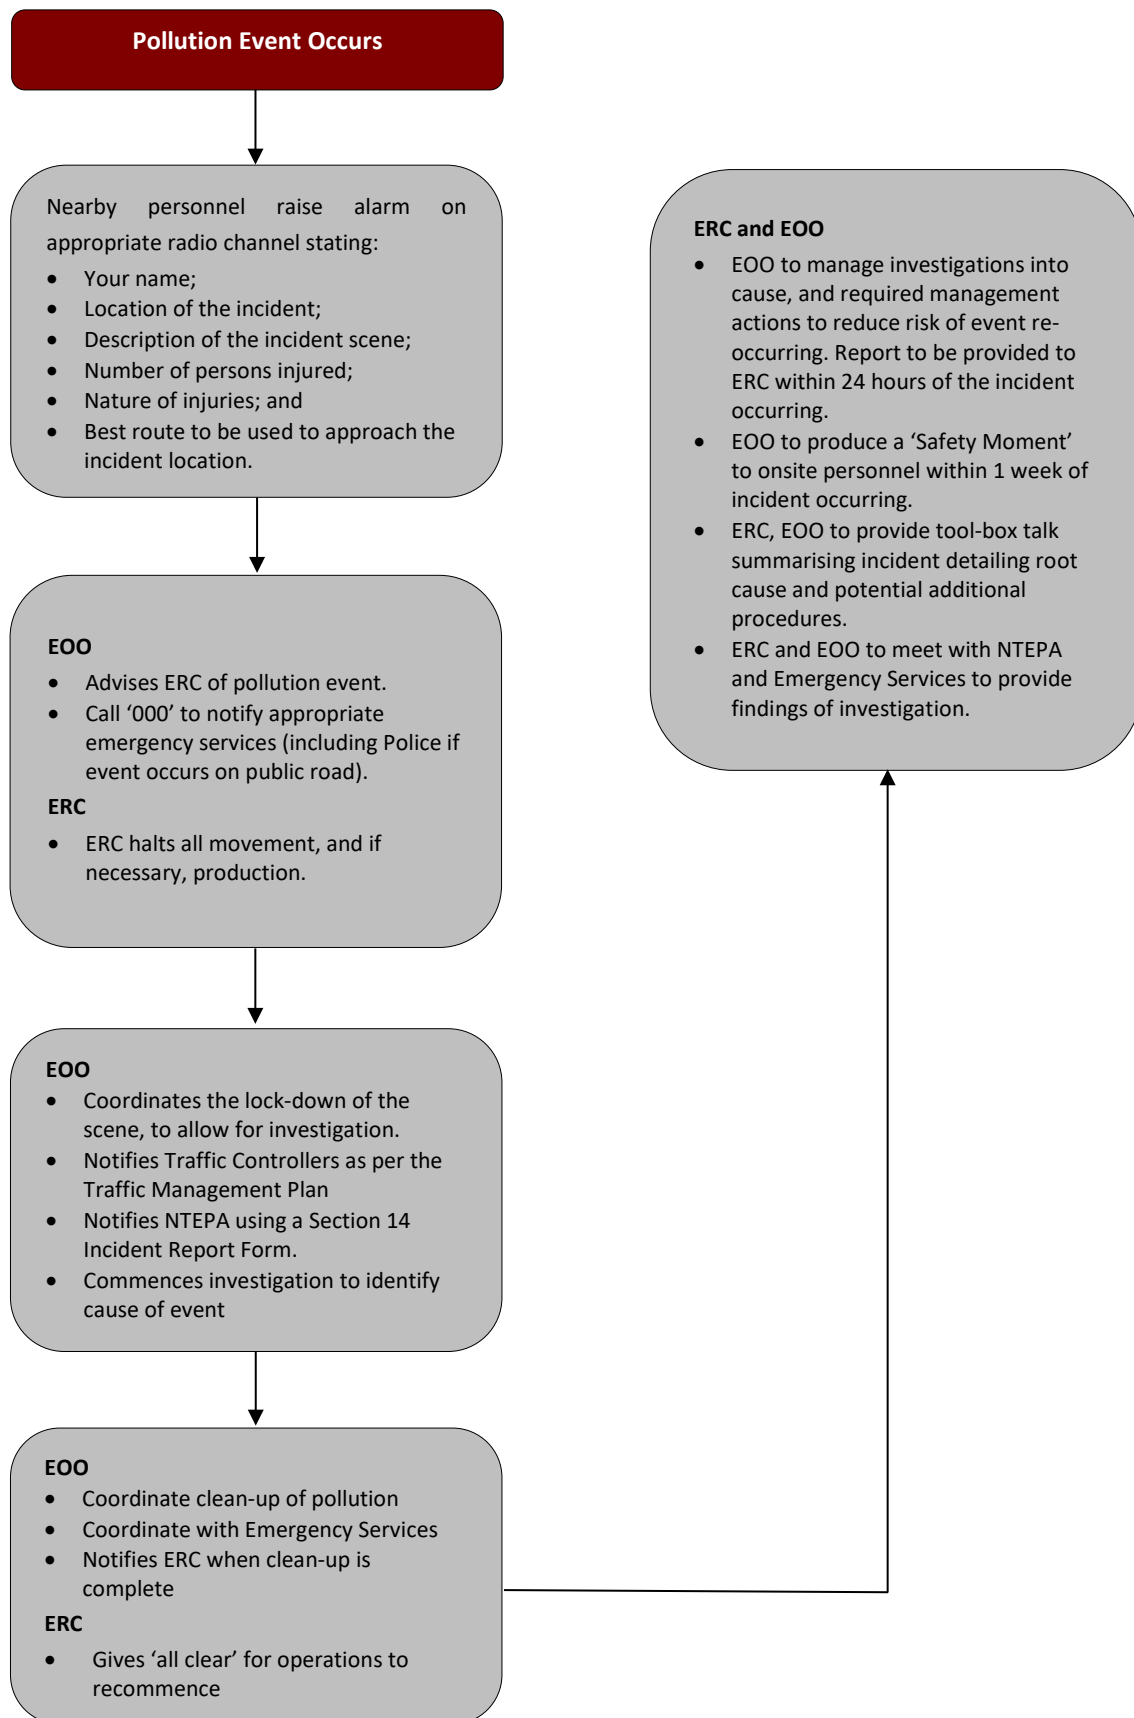 Pollution Event Occurs
Nearby personnel raise alarm on
appropriate radio channel stating:
• Your name;
• Location of the incident;
• Description of the incident scene;
• Number of persons injured;
• Nature of injuries; and
• Best route to be used to approach the
incident location.
EOO
• Advises ERC of pollution event.
• Call ‘000’ to notify appropriate
emergency services (including Police if
event occurs on public road).
ERC
• ERC halts all movement, and if
necessary, production.
EOO
• Coordinates the lock-down of the
scene, to allow for investigation.
• Notifies Traffic Controllers as per the
Traffic Management Plan
• Notifies NTEPA using a Section 14
Incident Report Form.
• Commences investigation to identify
cause of event
EOO
• Coordinate clean-up of pollution
• Coordinate with Emergency Services
• Notifies ERC when clean-up is
complete
ERC
• Gives ‘all clear’ for operations to
recommence
ERC and EOO
• EOO to manage investigations into
cause, and required management
actions to reduce risk of event re-
occurring. Report to be provided to
ERC within 24 hours of the incident
occurring.
• EOO to produce a ‘Safety Moment’
to onsite personnel within 1 week of
incident occurring.
• ERC, EOO to provide tool-box talk
summarising incident detailing root
cause and potential additional
procedures.
• ERC and EOO to meet with NTEPA
and Emergency Services to provide
findings of investigation.